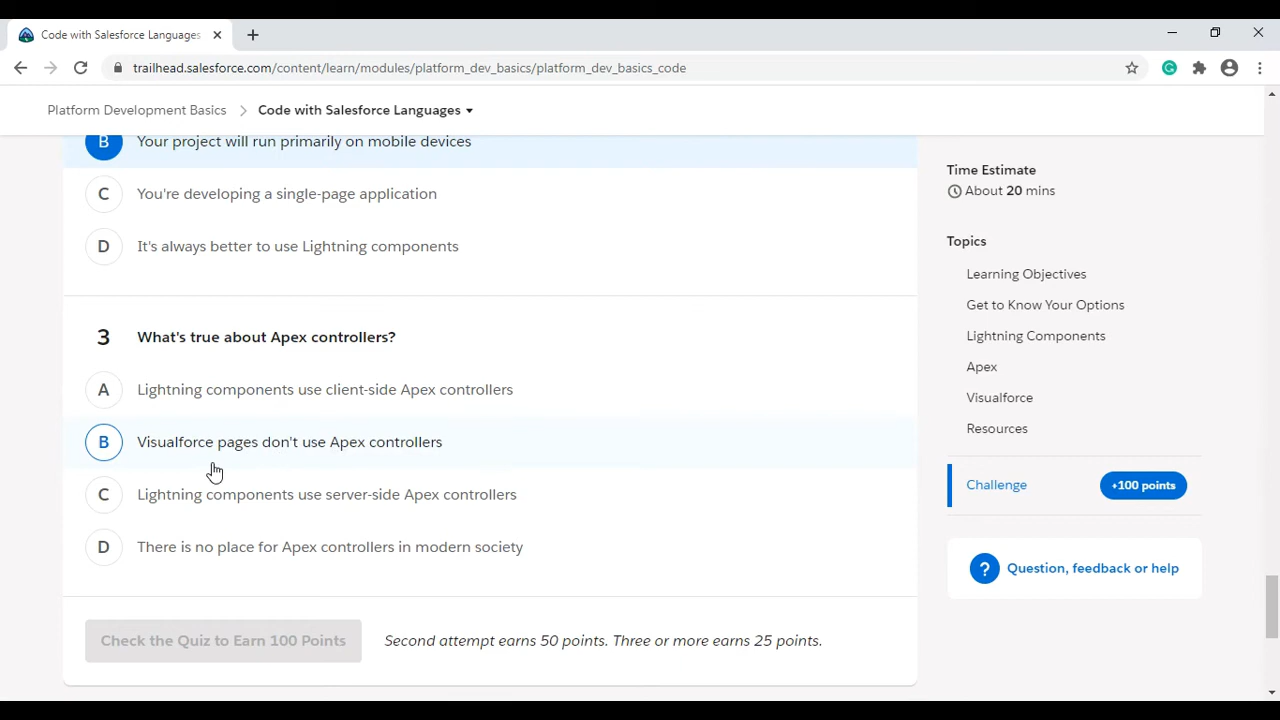 Code with Salesforce Languages
trailhead.salesforce.com/content/learn/modules/platform_dev_basics/platform_dev_basics_code
Platform Development Basics
Code with Salesforce Languages
B
Your project will run primarily on mobile devices
C
You're developing a single-page application
D
It's always better to use Lightning components
3
What's true about Apex controllers?
A
Lightning components use client-side Apex controllers
B
Visualforce pages don't use Apex controllers
C
Lightning components use server-side Apex controllers
D
There is no place for Apex controllers in modern society
Check the Quiz to Earn 100 Points
Second attempt earns 50 points. Three or more earns 25 points.
Time Estimate
About 20 mins
Topics
Learning Objectives
Get to Know Your Options
Lightning Components
Apex
Visualforce
Resources
Challenge
+100 points
? Question, feedback or help